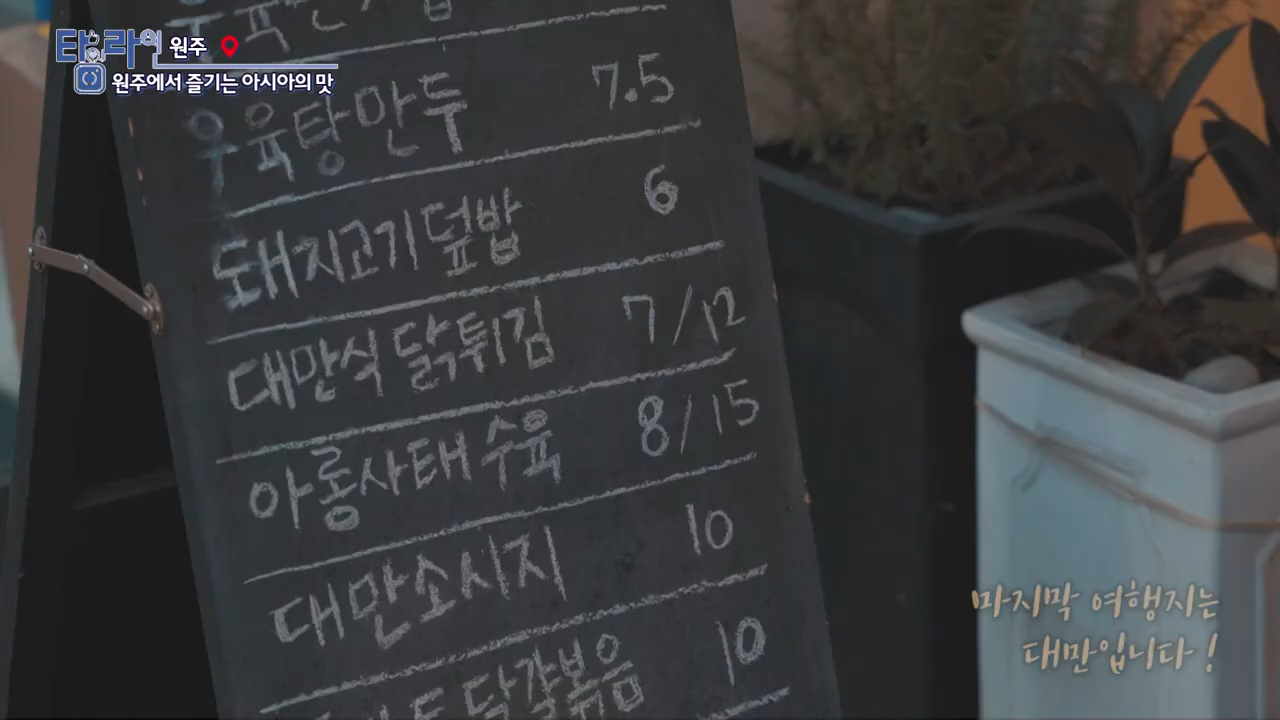 타라이 원주
원주에서 즐기는 아시아의 맛
우육탕만두 7.5
돼지고기덮밥 6
대만식 닭튀김 7/12
아롱사태 수육 8/15
대만소시지 10
달걀볶음 10
마지막 여행지는
대만입니다!